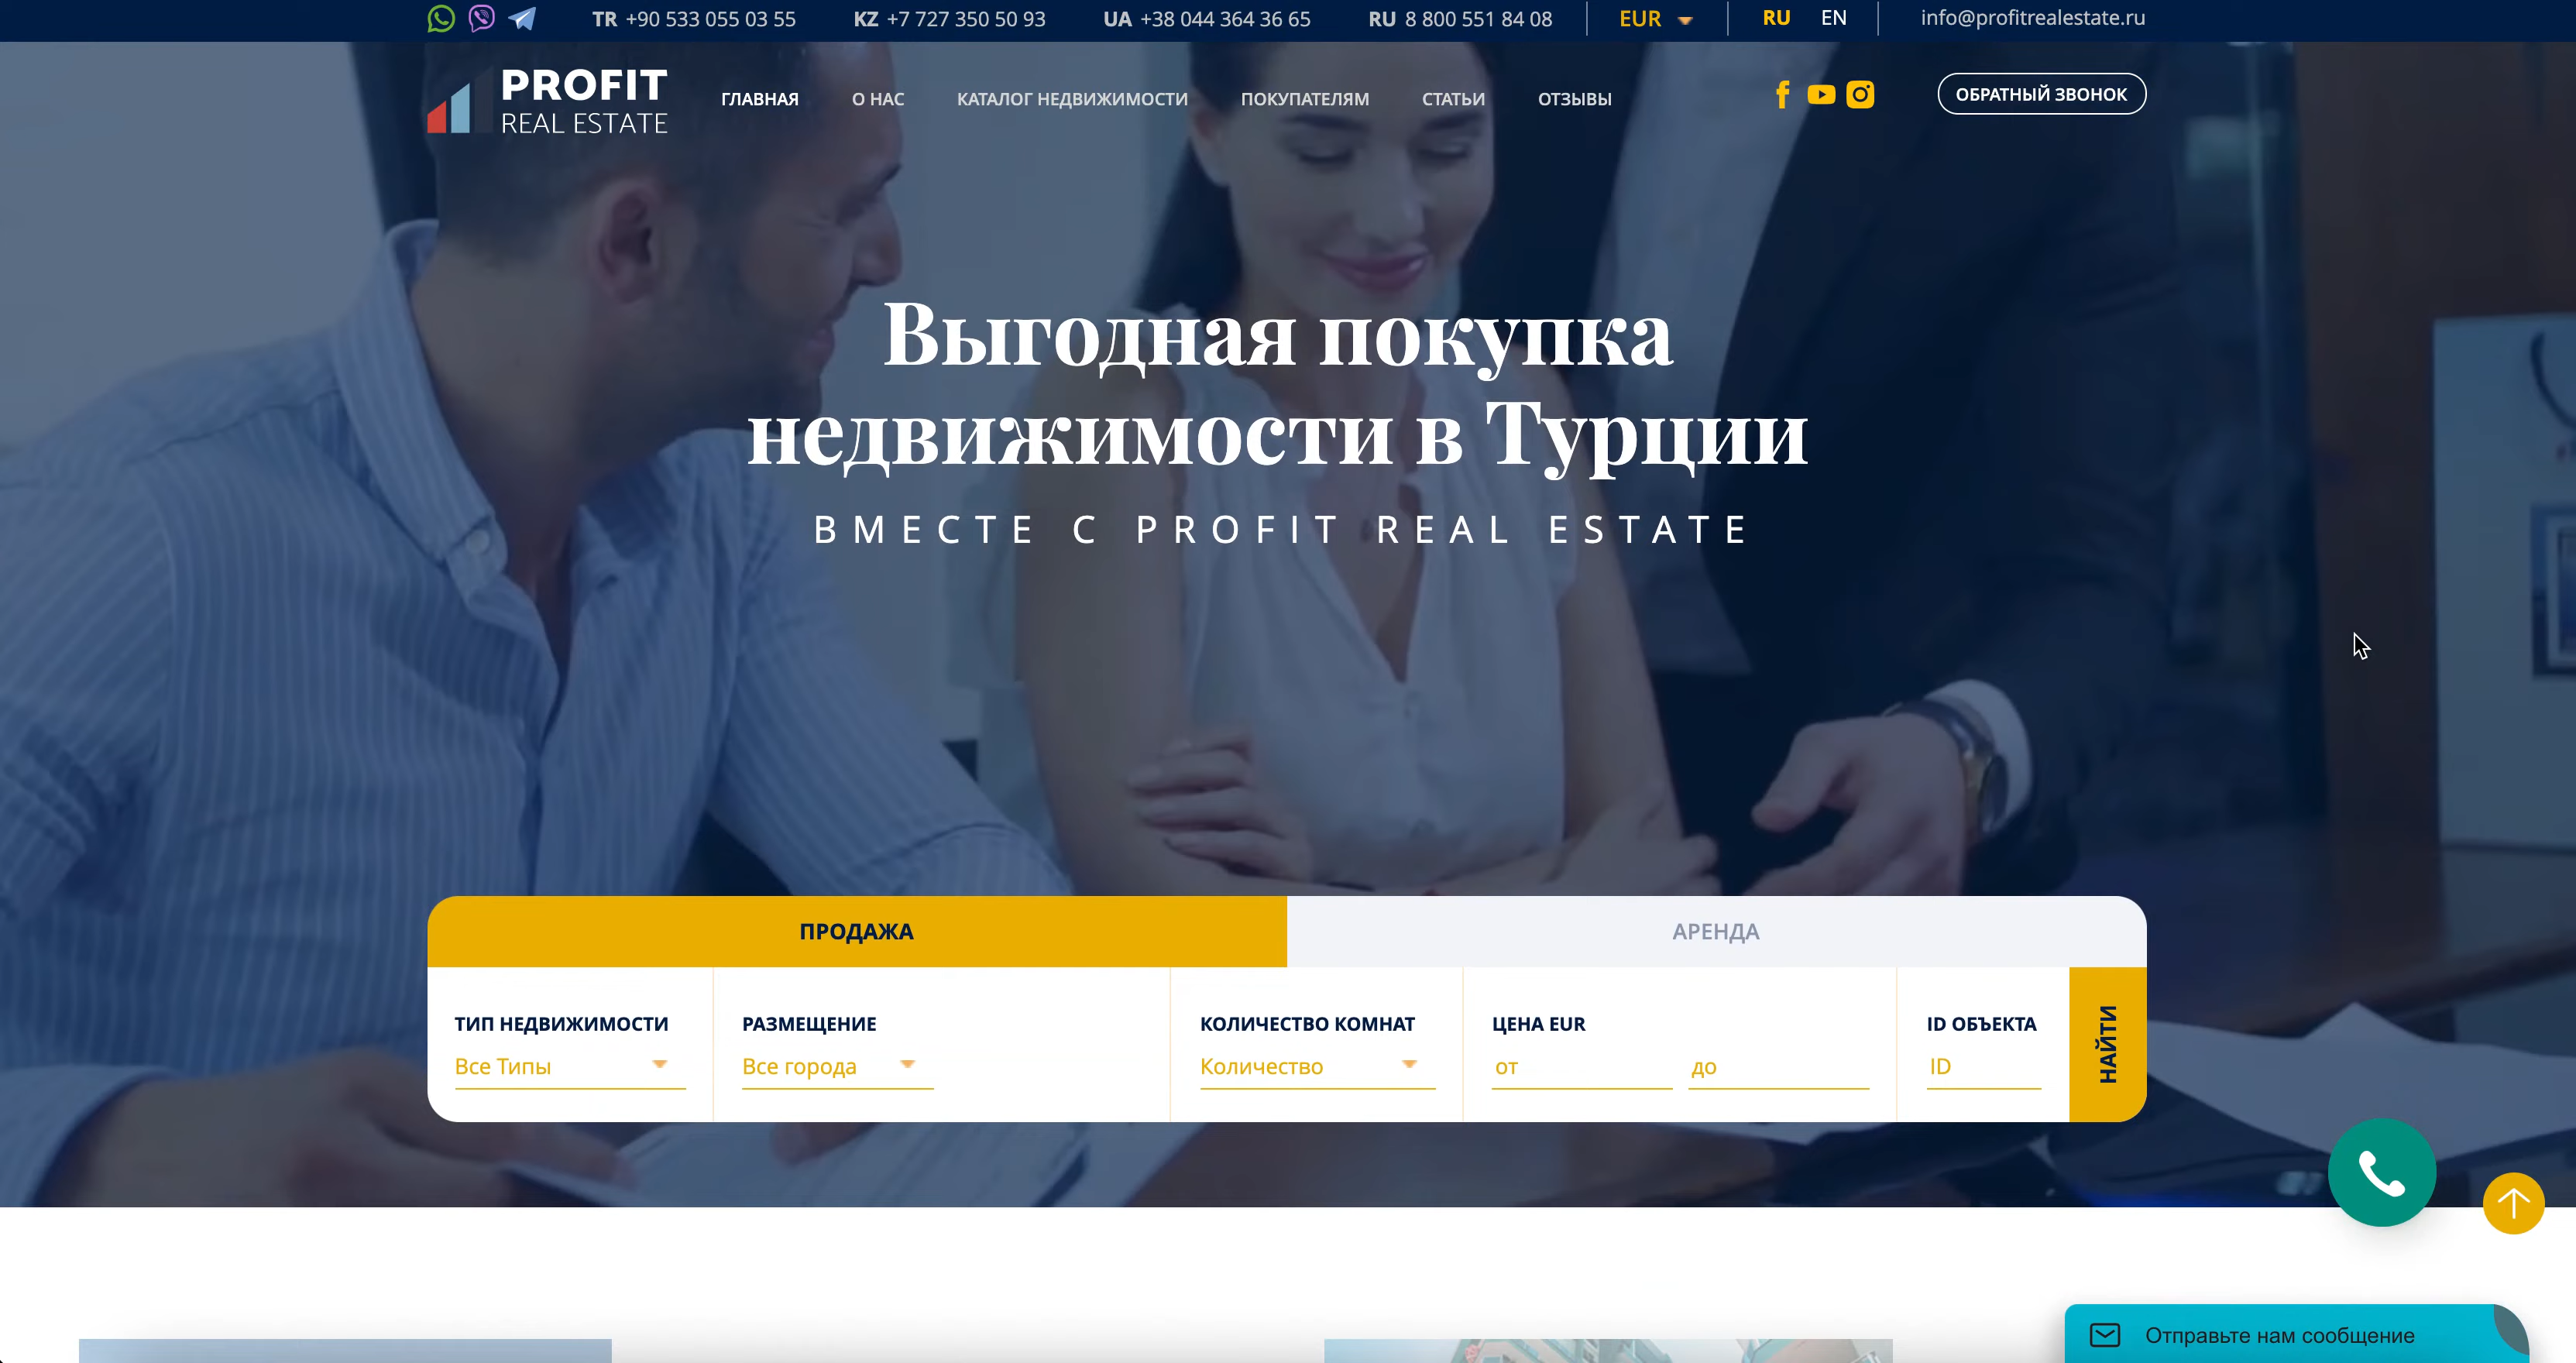 TR +90 533 055 03 55 KZ +7 727 350 50 93 UA +38 044 364 36 65 RU 8 800 551 84 08 EUR RU EN info@profitrealestate.ru
PROFIT
REAL ESTATE
ГЛАВНАЯ О НАС КАТАЛОГ НЕДВИЖИМОСТИ ПОКУПАТЕЛЯМ СТАТЬИ ОТЗЫВЫ ОБРАТНЫЙ ЗВОНОК
Выгодная покупка
недвижимости в Турции
ВМЕСТЕ С PROFIT REAL ESTATE
ПРОДАЖА АРЕНДА
ТИП НЕДВИЖИМОСТИ РАЗМЕЩЕНИЕ КОЛИЧЕСТВО КОМНАТ ЦЕНА EUR ID ОБЪЕКТА
Все Типы Все города Количество от до ID
НАЙТИ
Отправьте нам сообщение